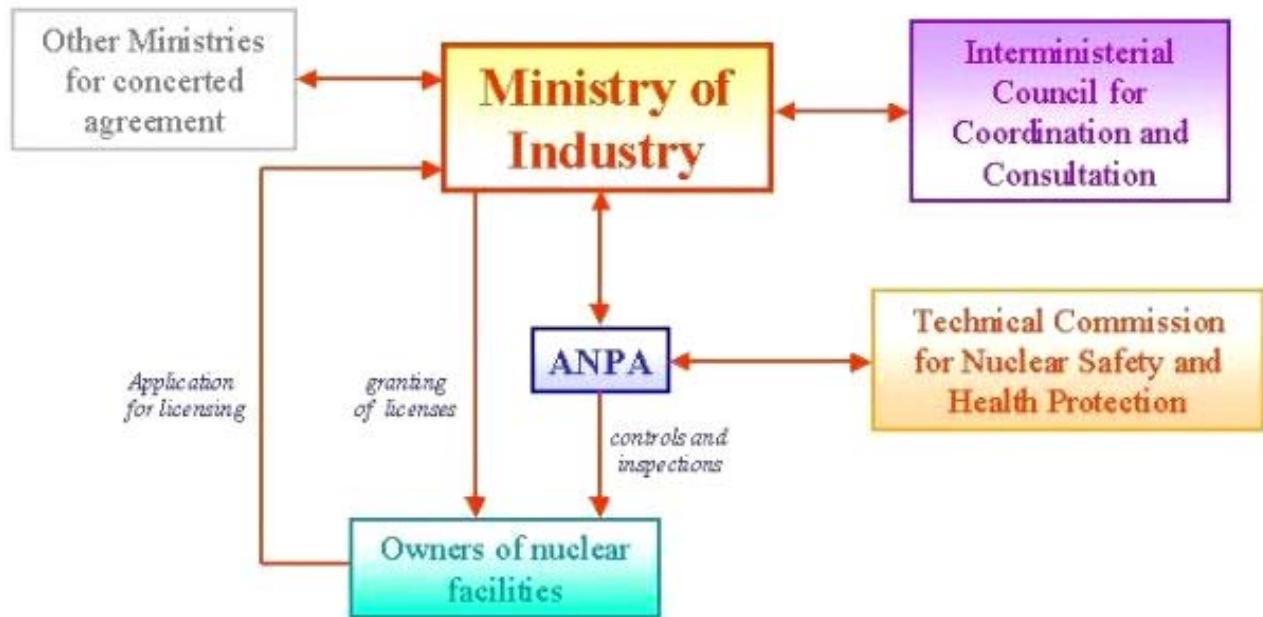 Other Ministries
for concerted
agreement
Ministry of
Industry
Interministerial
Council for
Coordination and
Consultation
ANPA
Technical Commission
for Nuclear Safety and
Health Protection
Application
for licensing
granting
of licenses
controls and
inspections
Owners of nuclear
facilities